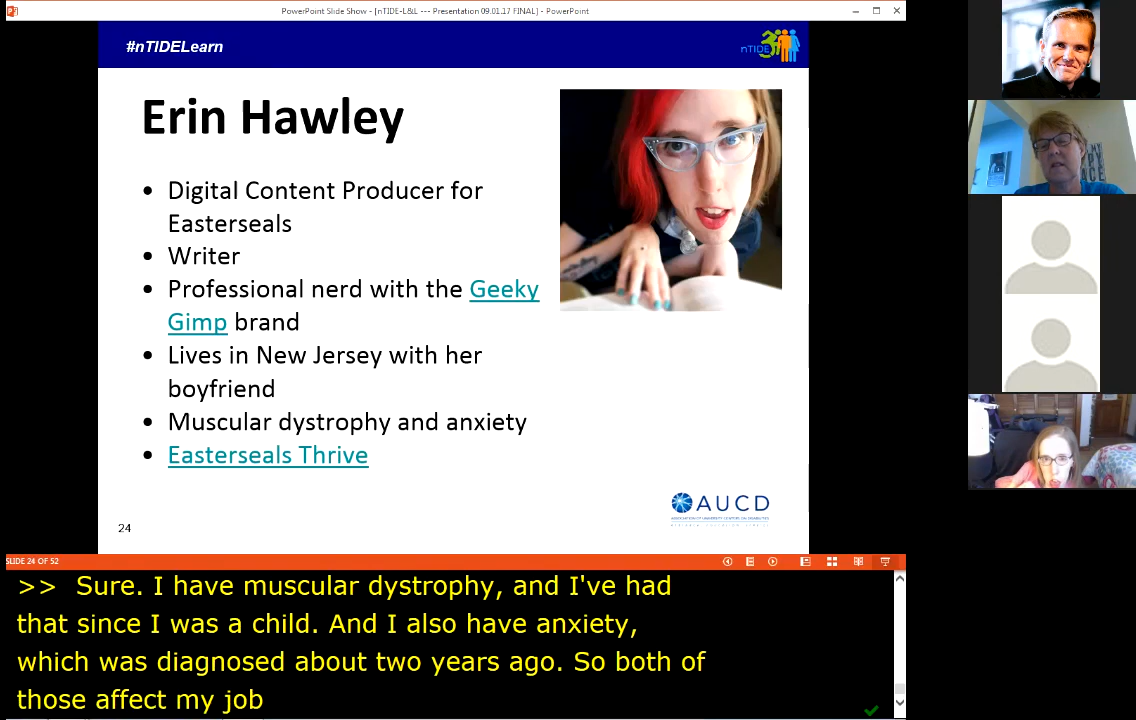 PowerPoint Slide Show - [nTIDE-L&L --- Presentation 09.01.17 FINAL] - PowerPoint
#nTIDELearn
nTIDE
Erin Hawley
• Digital Content Producer for
Easterseals
• Writer
• Professional nerd with the Geeky
Gimp brand
• Lives in New Jersey with her
boyfriend
• Muscular dystrophy and anxiety
• Easterseals Thrive
AUCD
24
SLIDE 24 OF 52
>> Sure. I have muscular dystrophy, and I've had
that since I was a child. And I also have anxiety,
which was diagnosed about two years ago. So both of
those affect my job